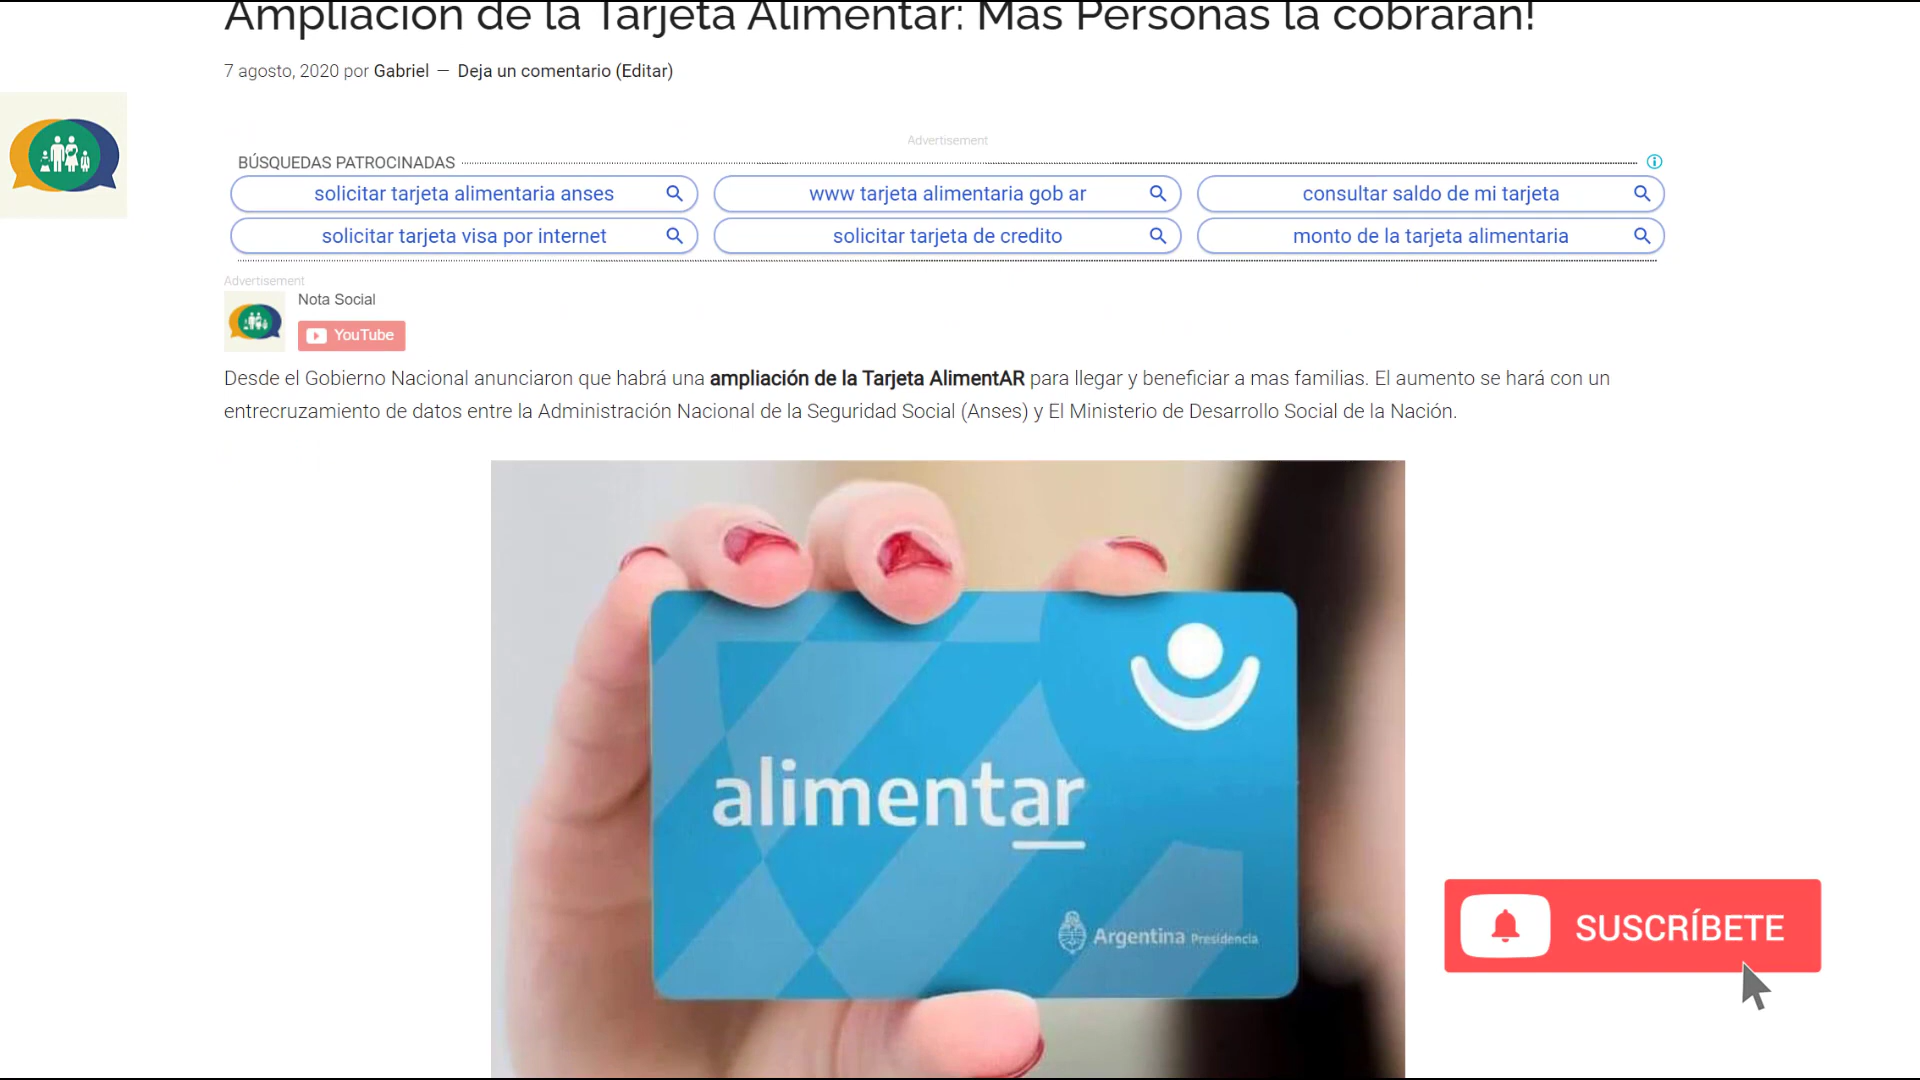 Ampliación de la Tarjeta Alimentar: Mas Personas la cobrarán!
7 agosto, 2020 por Gabriel — Deja un comentario (Editar)
Advertisement
BÚSQUEDAS PATROCINADAS
solicitar tarjeta alimentaria anses
www tarjeta alimentaria gob ar
consultar saldo de mi tarjeta
solicitar tarjeta visa por internet
solicitar tarjeta de credito
monto de la tarjeta alimentaria
Advertisement
Nota Social
YouTube
Desde el Gobierno Nacional anunciaron que habrá una ampliación de la Tarjeta AlimentAR para llegar y beneficiar a mas familias. El aumento se hará con un
entrecruzamiento de datos entre la Administración Nacional de la Seguridad Social (Anses) y El Ministerio de Desarrollo Social de la Nación.
alimentar
Argentina Presidencia
SUSCRÍBETE